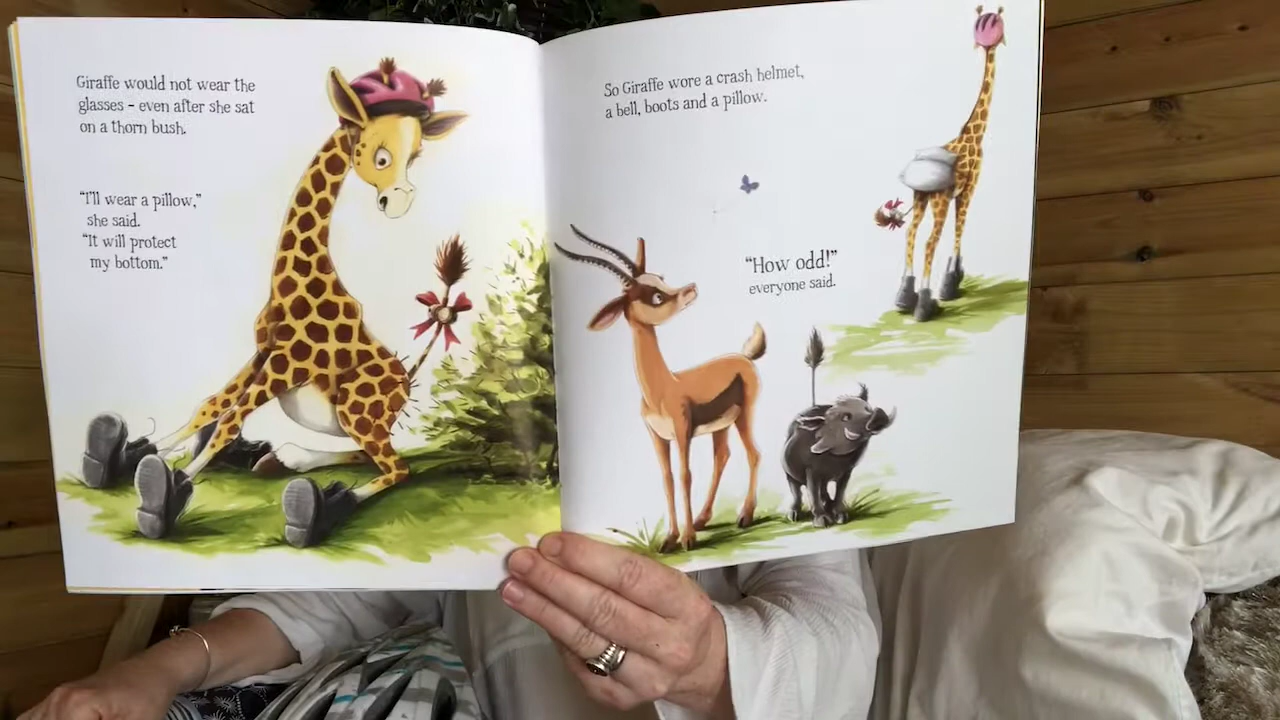 Giraffe would not wear the
glasses – even after she sat
on a thorn bush.
“I’ll wear a pillow,”
she said.
“It will protect
my bottom.”
So Giraffe wore a crash helmet,
a bell, boots and a pillow.
“How odd!”
everyone said.